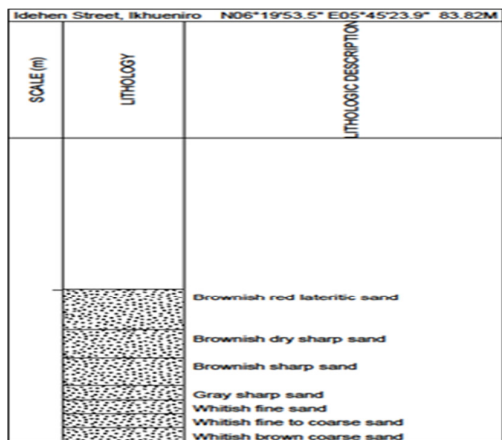 Idehen Street, Ikhueniro N06°19'53.5" E05°45'23.9" 83.82M
SCALE (m)
LITHOLOGY
LITHOLOGIC DESCRIPTION
Brownish red lateritic sand
Brownish dry sharp sand
Brownish sharp sand
Gray sharp sand
Whitish fine sand
Whitish fine to coarse sand
Whitish brown coarse sand